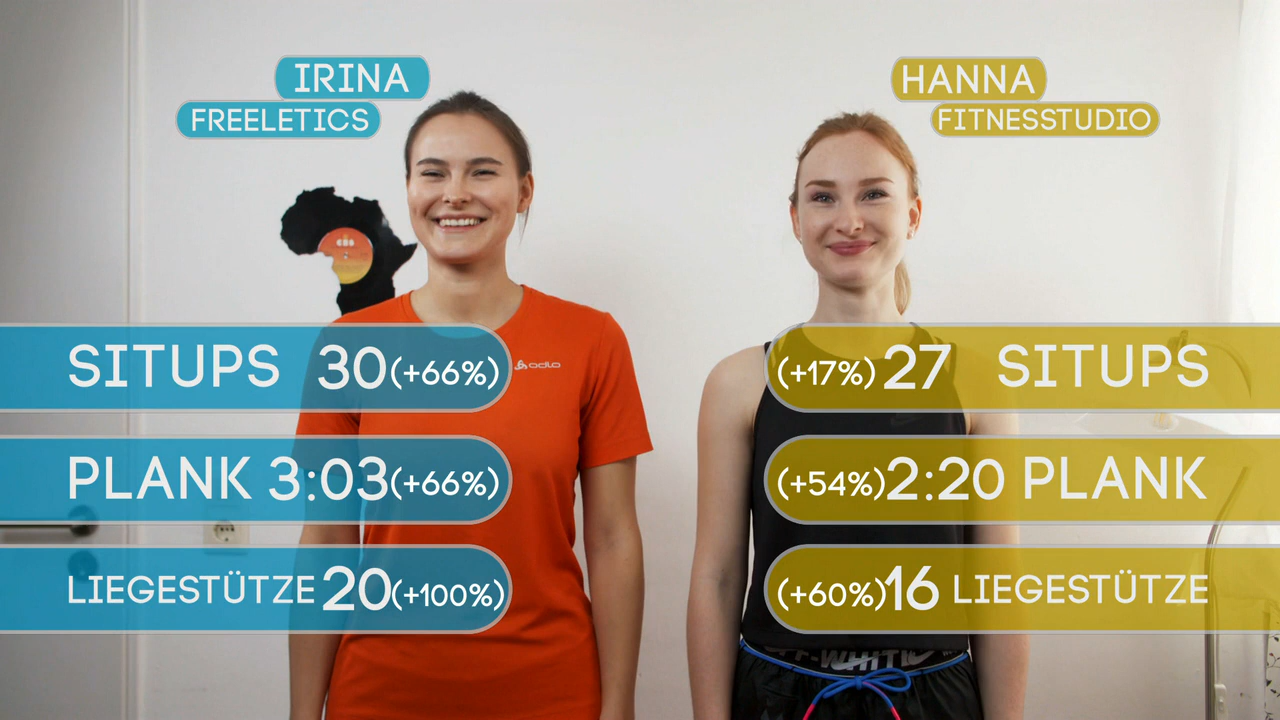 IRINA
FREELETICS
HANNA
FITNESSTUDIO
SITUPS 30 (+66%)
PLANK 3:03 (+66%)
LIEGESTÜTZE 20 (+100%)
(+17%) 27 SITUPS
(+54%) 2:20 PLANK
(+60%) 16 LIEGESTÜTZE
odlo